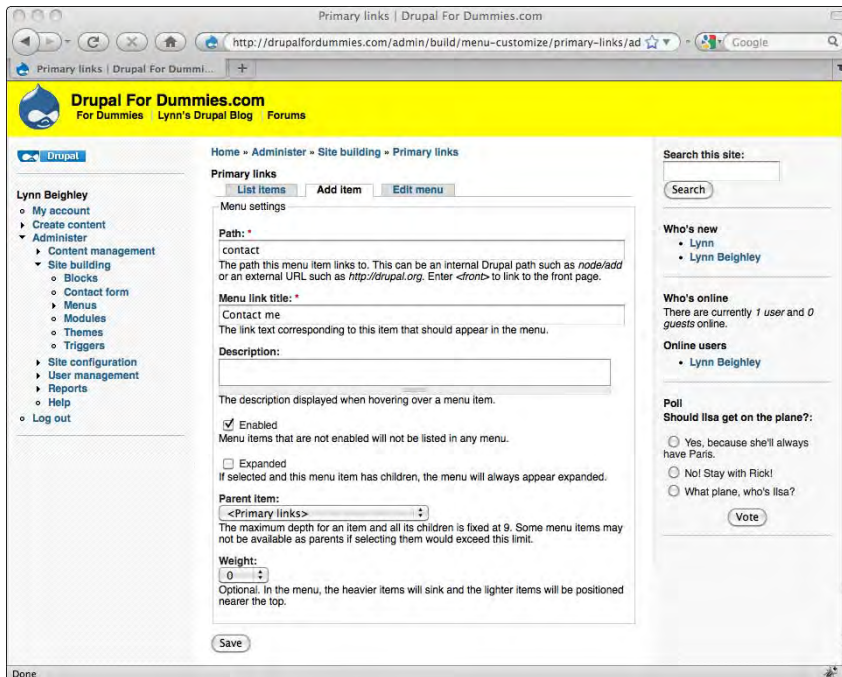 Primary links | Drupal For Dummies.com
http://drupalfordummies.com/admin/build/menu-customize/primary-links/ad
Google
Primary links | Drupal For Dummi...
Drupal For Dummies.com
For Dummies Lynn's Drupal Blog Forums
Drupal
Lynn Beighley
My account
Create content
Administer
Content management
Site building
Blocks
Contact form
Menus
Modules
Themes
Triggers
Site configuration
User management
Reports
Help
Log out
Home » Administer » Site building » Primary links
Primary links
List items Add item Edit menu
Menu settings
Path: *
contact
The path this menu item links to. This can be an internal Drupal path such as node/add
or an external URL such as http://drupal.org. Enter <front> to link to the front page.
Menu link title: *
Contact me
The link text corresponding to this item that should appear in the menu.
Description:
The description displayed when hovering over a menu item.
Enabled
Menu items that are not enabled will not be listed in any menu.
Expanded
If selected and this menu item has children, the menu will always appear expanded.
Parent item:
<Primary links>
The maximum depth for an item and all its children is fixed at 9. Some menu items may
not be available as parents if selecting them would exceed this limit.
Weight:
0
Optional. In the menu, the heavier items will sink and the lighter items will be positioned
nearer the top.
Save
Search this site:
Search
Who's new
Lynn
Lynn Beighley
Who's online
There are currently 1 user and 0
guests online.
Online users
Lynn Beighley
Poll
Should Ilsa get on the plane?:
Yes, because she'll always
have Paris.
No! Stay with Rick!
What plane, who's Ilsa?
Vote
Done